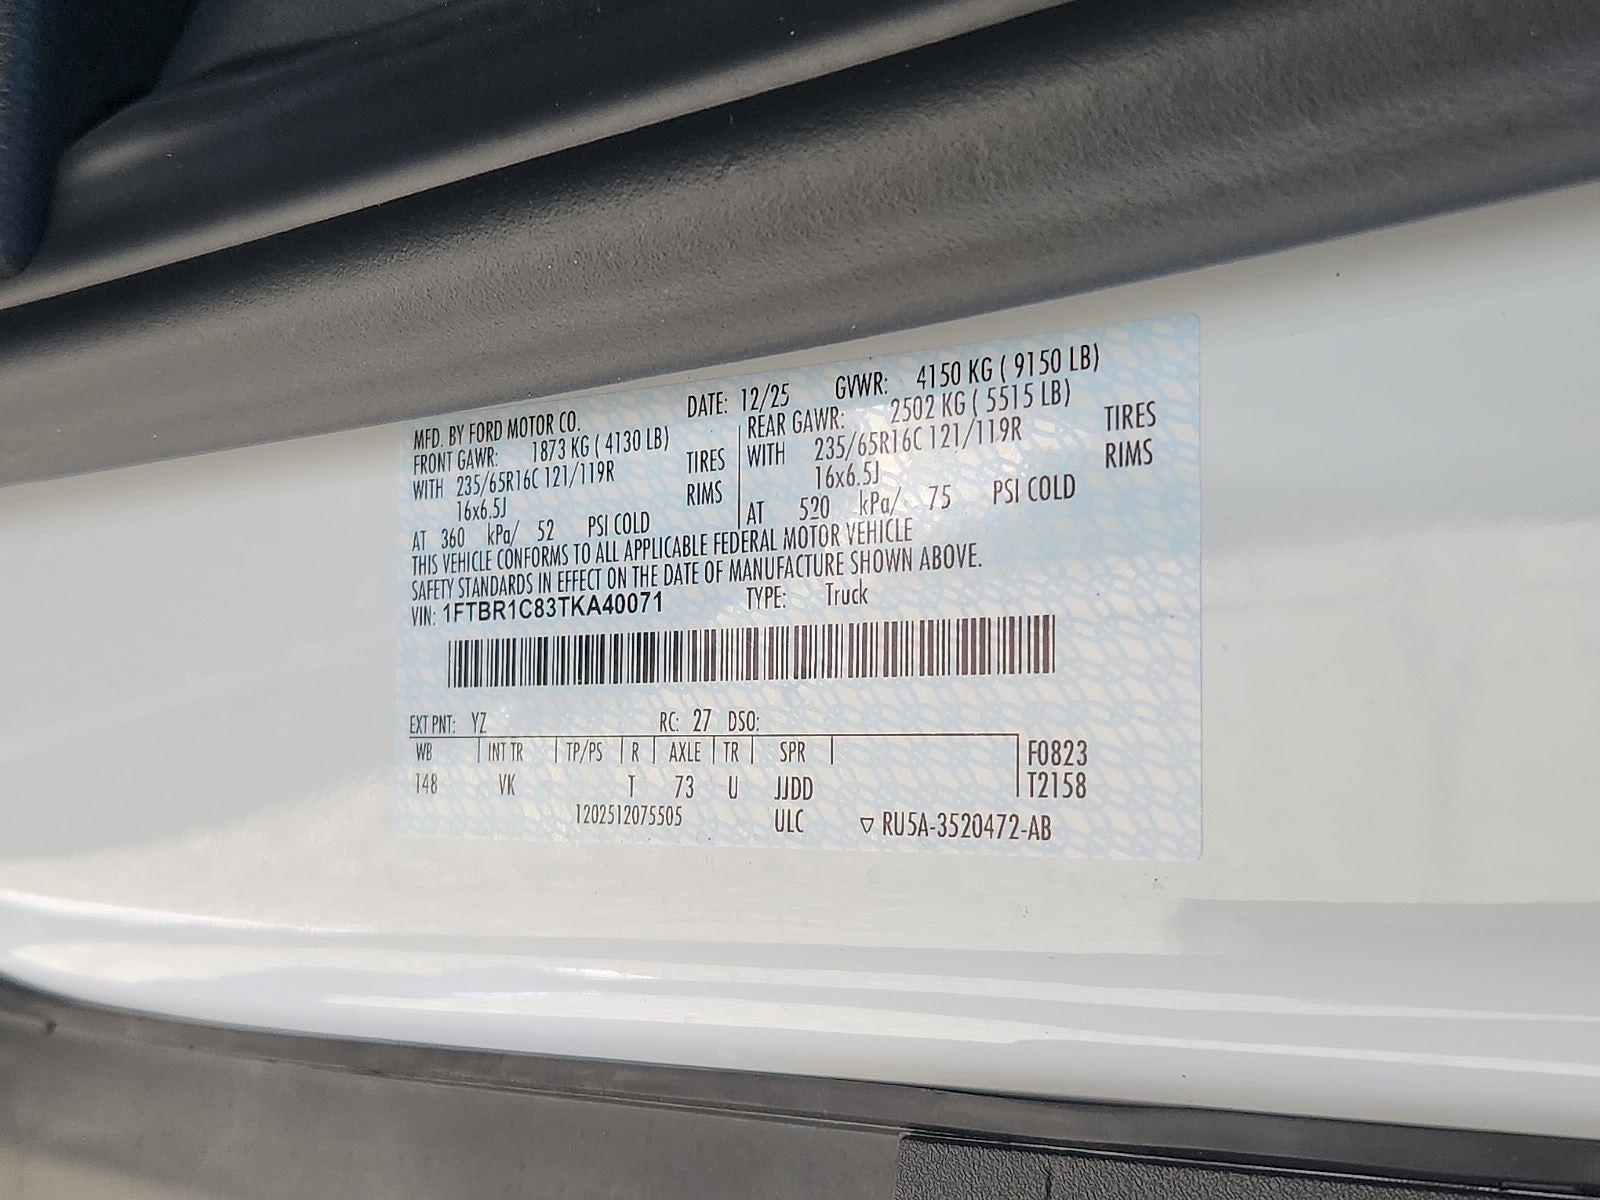 MFD. BY FORD MOTOR CO. DATE: 12/25 GVWR: 4150 KG ( 9150 LB)
FRONT GAWR: 1873 KG ( 4130 LB) REAR GAWR: 2502 KG ( 5515 LB)
WITH 235/65R16C 121/119R TIRES WITH 235/65R16C 121/119R TIRES
16x6.5J RIMS 16x6.5J RIMS
AT 360 kPa/ 52 PSI COLD AT 520 kPa/ 75 PSI COLD
THIS VEHICLE CONFORMS TO ALL APPLICABLE FEDERAL MOTOR VEHICLE
SAFETY STANDARDS IN EFFECT ON THE DATE OF MANUFACTURE SHOWN ABOVE.
VIN: 1FTBR1C83TKA40071 TYPE: Truck
EXT PNT: YZ RC: 27 DSO:
WB INT TR TP/PS R AXLE TR SPR F0823
148 VK T 73 U JJDD T2158
1202512075505 ULC ▽ RU5A-3520472-AB